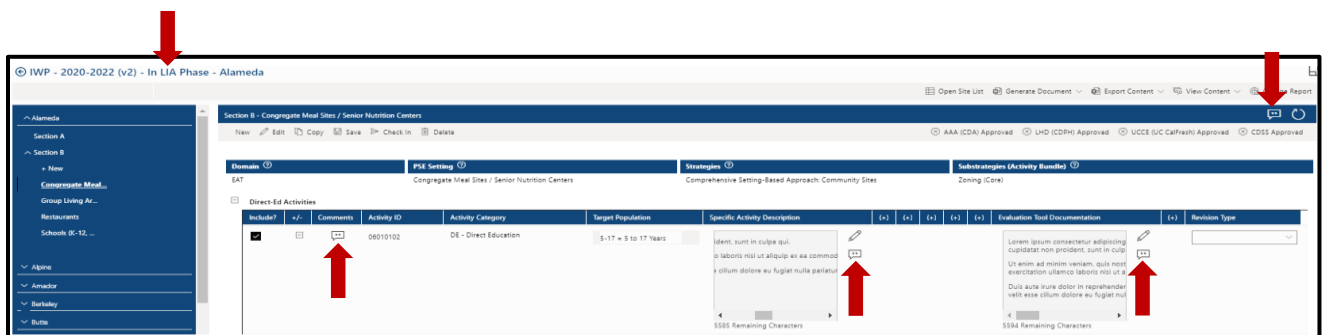 IWP - 2020-2022 (v2) - In LIA Phase - Alameda
Open Site List Generate Document Export Content View Content Report
Alameda
Section A
Section B
+ New
Congregate Meal...
Group Living Ar...
Restaurants
Schools (K-12, ...
Alpine
Amador
Berkeley
Butte
Section B - Congregate Meal Sites / Senior Nutrition Centers
New Edit Copy Save Check In Delete AAA (CDA) Approved LHD (CDPH) Approved UCCE (UC CalFresh) Approved CDSS Approved
Domain PSE Setting Strategies Substrategies (Activity Bundle)
EAT Congregate Meal Sites / Senior Nutrition Centers Comprehensive Setting-Based Approach: Community Sites Zoning (Core)
Direct-Ed Activities
Include? +/- Comments Activity ID Activity Category Target Population Specific Activity Description (+) (+) (+) (+) (+) Evaluation Tool Documentation (+) Revision Type
06010102 DE - Direct Education 5-17 = 5 to 17 Years
ident, sunt in culpa qui.
o laboris nisi ut aliquip ex ea commod
e cillum dolore eu fugiat nulla pariatur
5585 Remaining Characters
Lorem ipsum consectetur adipiscing
cupidatat non proident, sunt in culp
Ut enim ad minim veniam, quis nost
exercitation ullamco laboris nisi ut a
Duis aute irure dolor in reprehender
velit esse cillum dolore eu fugiat nul
5594 Remaining Characters